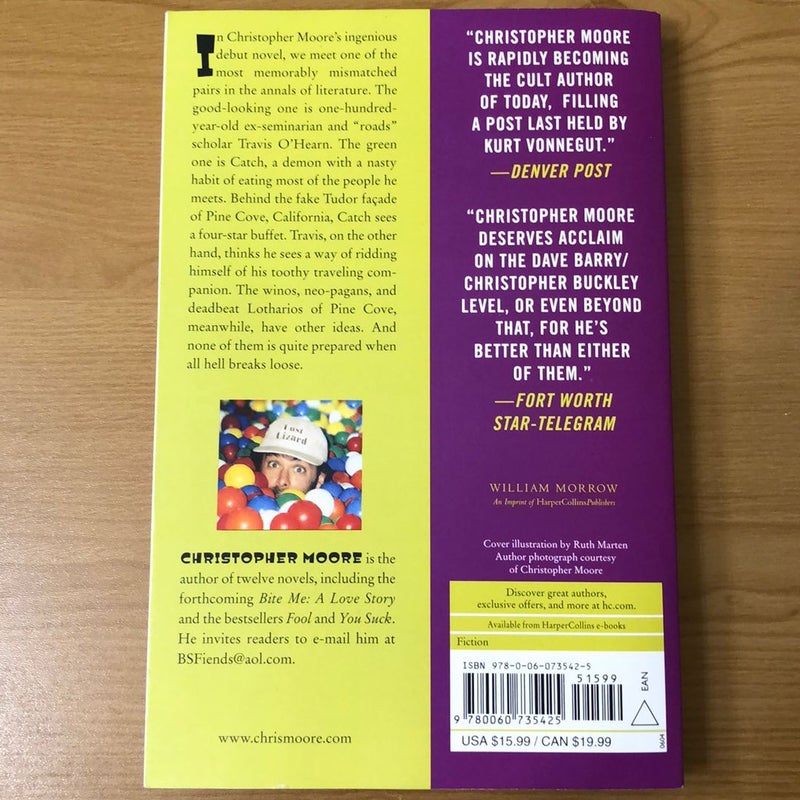 In Christopher Moore's ingenious
debut novel, we meet one of the
most memorably mismatched
pairs in the annals of literature. The
good-looking one is one-hundred-
year-old ex-seminarian and "roads"
scholar Travis O'Hearn. The green
one is Catch, a demon with a nasty
habit of eating most of the people he
meets. Behind the fake Tudor façade
of Pine Cove, California, Catch sees
a four-star buffet. Travis, on the other
hand, thinks he sees a way of ridding
himself of his toothy traveling com-
panion. The winos, neo-pagans, and
deadbeat Lotharios of Pine Cove,
meanwhile, have other ideas. And
none of them is quite prepared when
all hell breaks loose.
Lust
Lizard
CHRISTOPHER MOORE is the
author of twelve novels, including the
forthcoming Bite Me: A Love Story
and the bestsellers Fool and You Suck.
He invites readers to e-mail him at
BSFiends@aol.com.
www.chrismoore.com
"CHRISTOPHER MOORE
IS RAPIDLY BECOMING
THE CULT AUTHOR
OF TODAY, FILLING
A POST LAST HELD BY
KURT VONNEGUT."
—DENVER POST
"CHRISTOPHER MOORE
DESERVES ACCLAIM
ON THE DAVE BARRY/
CHRISTOPHER BUCKLEY
LEVEL, OR EVEN BEYOND
THAT, FOR HE'S
BETTER THAN EITHER
OF THEM."
—FORT WORTH
STAR-TELEGRAM
WILLIAM MORROW
An Imprint of HarperCollinsPublishers
Cover illustration by Ruth Marten
Author photograph courtesy
of Christopher Moore
Discover great authors,
exclusive offers, and more at hc.com.
Available from HarperCollins e-books
Fiction
ISBN 978-0-06-073542-5
51599
EAN
9 780060 735425
USA $15.99 / CAN $19.99
0604